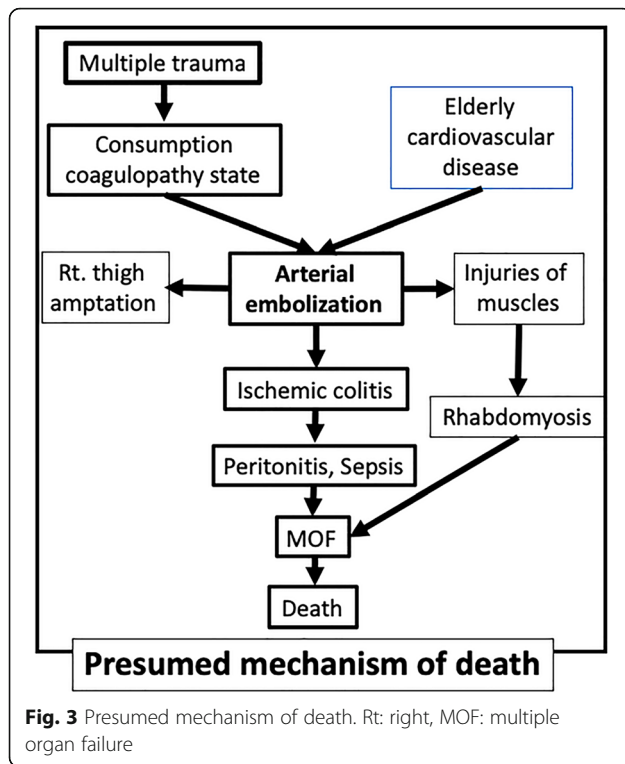 Multiple trauma
Consumption
coagulopathy state
Elderly
cardiovascular
disease
Rt. thigh
amptation
Arterial
embolization
Injuries of
muscles
Ischemic colitis
Rhabdomyosis
Peritonitis, Sepsis
MOF
Death
Presumed mechanism of death
Fig. 3 Presumed mechanism of death. Rt: right, MOF: multiple
organ failure